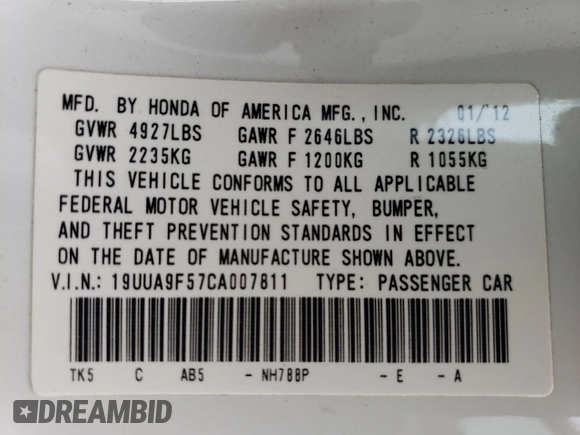 MFD. BY HONDA OF AMERICA MFG., INC. 01/'12
GVWR 4927LBS GAWR F 2646LBS R 2326LBS
GVWR 2235KG GAWR F 1200KG R 1055KG
THIS VEHICLE CONFORMS TO ALL APPLICABLE
FEDERAL MOTOR VEHICLE SAFETY, BUMPER,
AND THEFT PREVENTION STANDARDS IN EFFECT
ON THE DATE OF MANUFACTURE SHOWN ABOVE.
V.I.N.: 19UUA9F57CA007811 TYPE: PASSENGER CAR
TK5 C AB5 - NH788P - E - A
DREAMBID